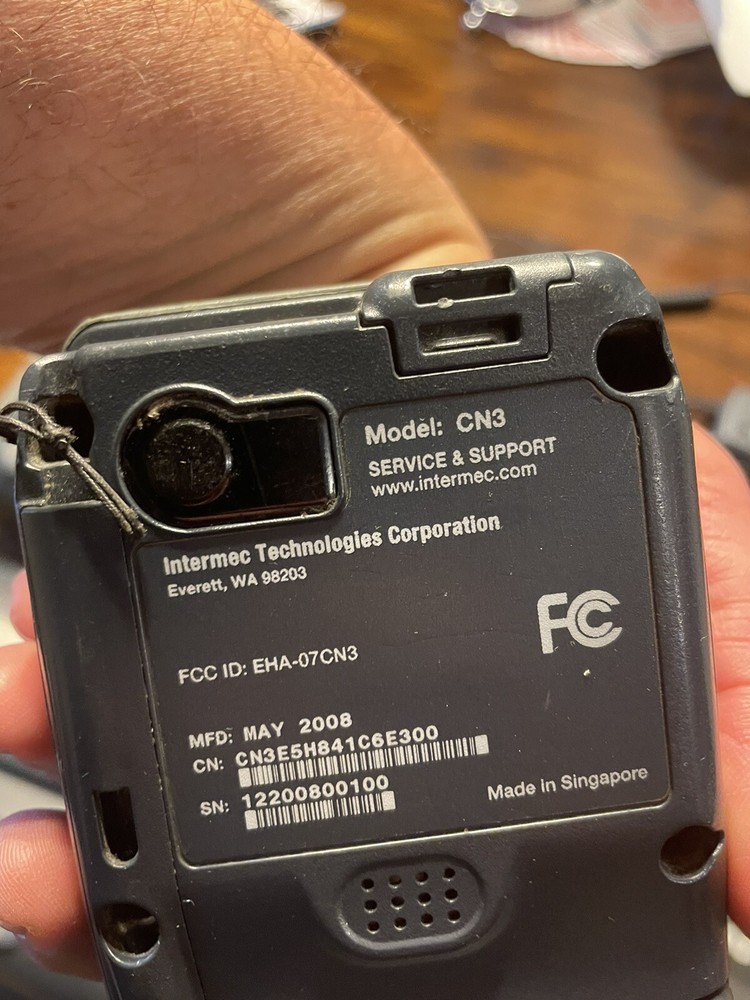 Model: CN3
SERVICE & SUPPORT
www.intermec.com
Intermec Technologies Corporation
Everett, WA 98203
FC
FCC ID: EHA-07CN3
MFD: MAY 2008
CN: CN3E5H841C6E300
SN: 12200800100
Made in Singapore